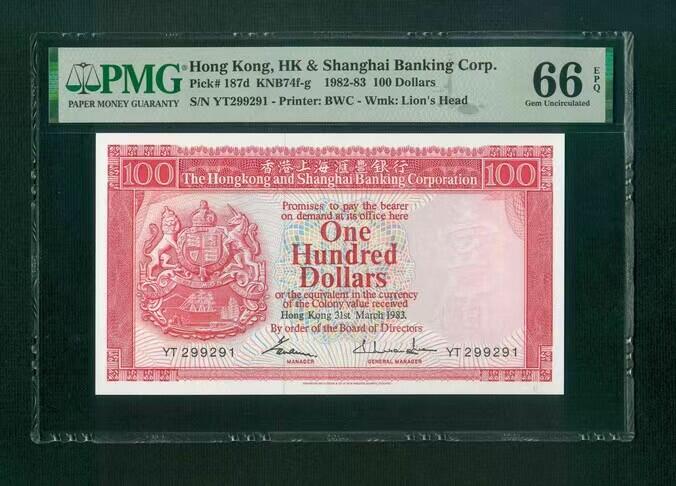 PMG
PAPER MONEY GUARANTY
Hong Kong, HK & Shanghai Banking Corp.
Pick# 187d KNB74f-g 1982-83 100 Dollars
S/N YT299291 - Printer: BWC - Wmk: Lion's Head
66 EPQ
Gem Uncirculated
100 香港上海滙豐銀行 100
The Hongkong and Shanghai Banking Corporation
Promises to pay the bearer
on demand at its office here
One
Hundred
Dollars
or the equivalent in the currency
of the Colony value received
Hong Kong 31st March 1983.
By order of the Board of Directors
YT 299291 YT 299291
MANAGER GENERAL MANAGER